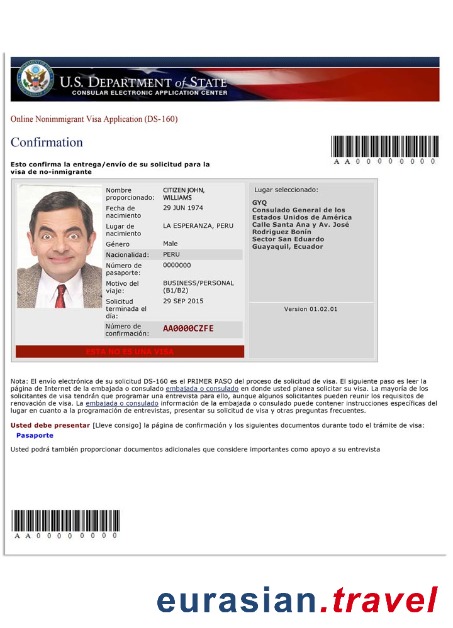 U.S. DEPARTMENT of STATE
CONSULAR ELECTRONIC APPLICATION CENTER
Online Nonimmigrant Visa Application (DS-160)
Confirmation
AA00000000
Esto confirma la entrega/envío de su solicitud para la
visa de no-inmigrante
Nombre
proporcionado:
CITIZEN JOHN,
WILLIAMS
Fecha de
nacimiento
29 JUN 1974
Lugar de
nacimiento
LA ESPERANZA, PERU
Género
Male
Nacionalidad:
PERU
Número de
pasaporte:
0000000
Motivo del
viaje:
BUSINESS/PERSONAL
(B1/B2)
Solicitud
terminada el
día:
29 SEP 2015
Número de
confirmación:
AA0000CZFE
ESTA NO ES UNA VISA
Lugar seleccionado:
GYQ
Consulado General de los
Estados Unidos de América
Calle Santa Ana y Av. José
Rodriguez Bonin
Sector San Eduardo
Guayaquil, Ecuador
Version 01.02.01
Nota: El envío electrónica de su solicitud DS-160 es el PRIMER PASO del proceso de solicitud de visa. El siguiente paso es leer la
página de Internet de la embajada o consulado embajada o consulado en donde usted planea solicitar su visa. La mayoría de los
solicitantes de visa tendrán que programar una entrevista para ello, aunque algunos solicitantes pueden reunir los requisitos de
renovación de visa. La embajada o consulado información de la embajada o consulado puede contener instrucciones específicas del
lugar en cuanto a la programación de entrevistas, presentar su solicitud de visa y otras preguntas frecuentes.
Usted debe presentar [Lleve consigo] la página de confirmación y los siguientes documentos durante todo el trámite de visa:
Pasaporte
Usted podrá también proporcionar documentos adicionales que considere importantes como apoyo a su entrevista
AA00000000
eurasian.travel